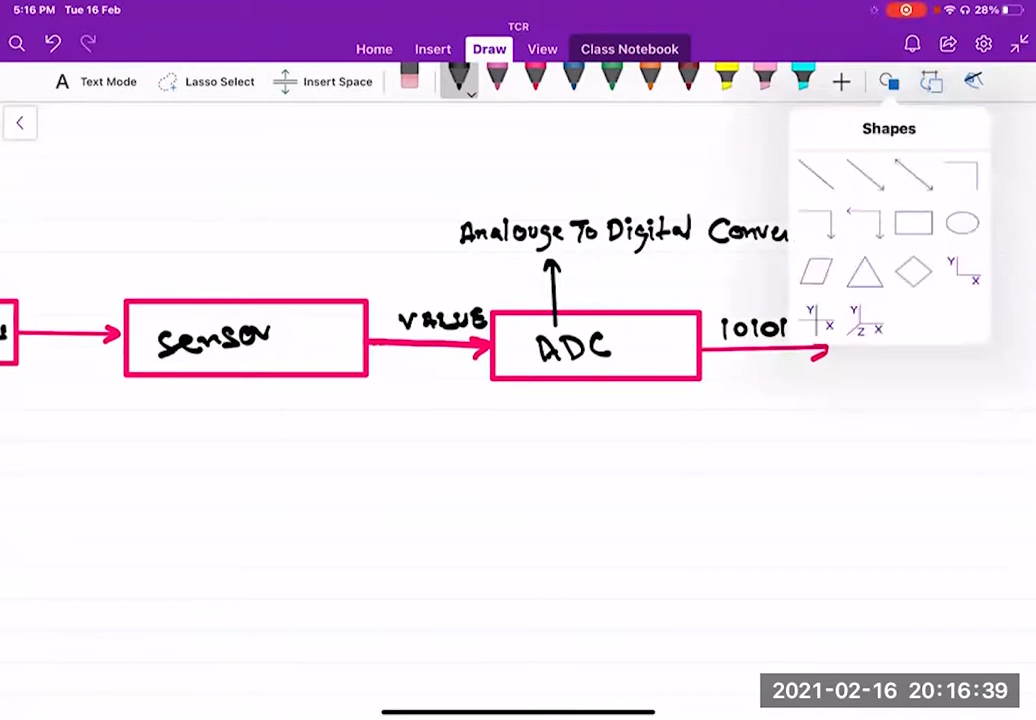 5:16 PM Tue 16 Feb
28%
TCR
Home Insert Draw View Class Notebook
A Text Mode Lasso Select Insert Space
Shapes
Y X
Y X Y Z X
Analouge To Digital Conve
sensor VALUE ADC 10101
2021-02-16 20:16:39